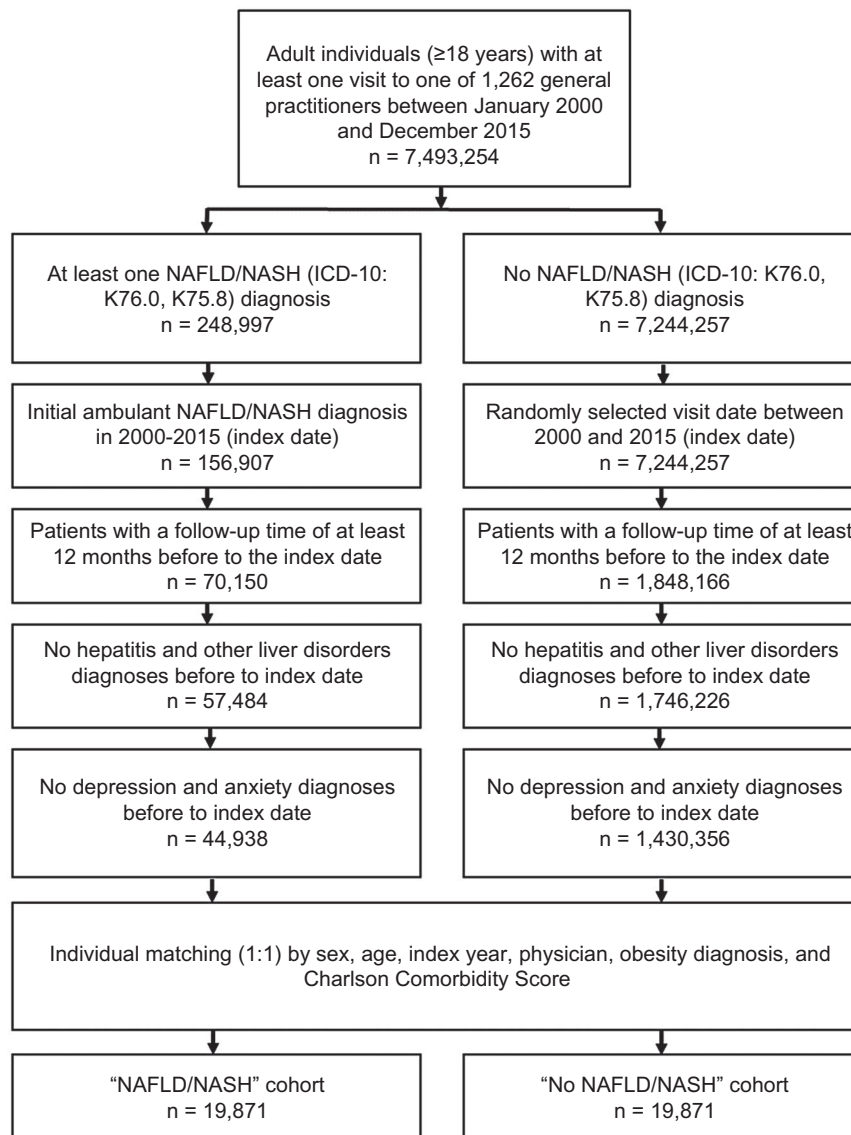 Adult individuals (≥18 years) with at
least one visit to one of 1,262 general
practitioners between January 2000
and December 2015
n = 7,493,254
At least one NAFLD/NASH (ICD-10:
K76.0, K75.8) diagnosis
n = 248,997
No NAFLD/NASH (ICD-10: K76.0,
K75.8) diagnosis
n = 7,244,257
Initial ambulant NAFLD/NASH diagnosis
in 2000-2015 (index date)
n = 156,907
Randomly selected visit date between
2000 and 2015 (index date)
n = 7,244,257
Patients with a follow-up time of at least
12 months before to the index date
n = 70,150
Patients with a follow-up time of at least
12 months before to the index date
n = 1,848,166
No hepatitis and other liver disorders
diagnoses before to index date
n = 57,484
No hepatitis and other liver disorders
diagnoses before to index date
n = 1,746,226
No depression and anxiety diagnoses
before to index date
n = 44,938
No depression and anxiety diagnoses
before to index date
n = 1,430,356
Individual matching (1:1) by sex, age, index year, physician, obesity diagnosis, and
Charlson Comorbidity Score
“NAFLD/NASH” cohort
n = 19,871
“No NAFLD/NASH” cohort
n = 19,871